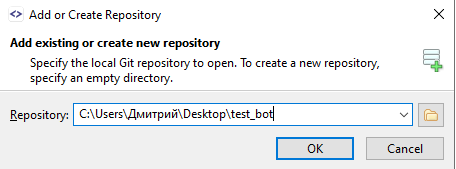 Add or Create Repository
Add existing or create new repository
Specify the local Git repository to open. To create a new repository,
specify an empty directory.
Repository: C:\Users\Дмитрий\Desktop\test_bot
OK Cancel